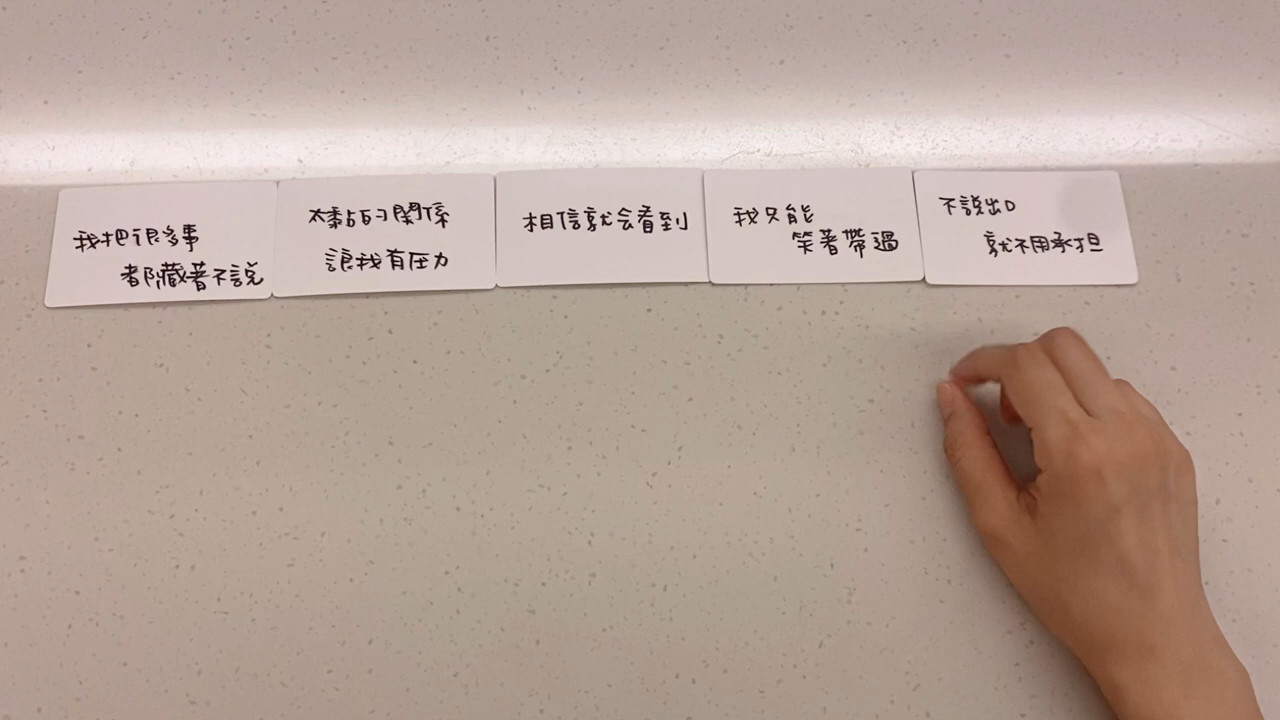 我把很多事
都藏著不說
太黏的關係
讓我有压力
相信就会看到
我只能
笑著帶過
不說出口
就不用承担